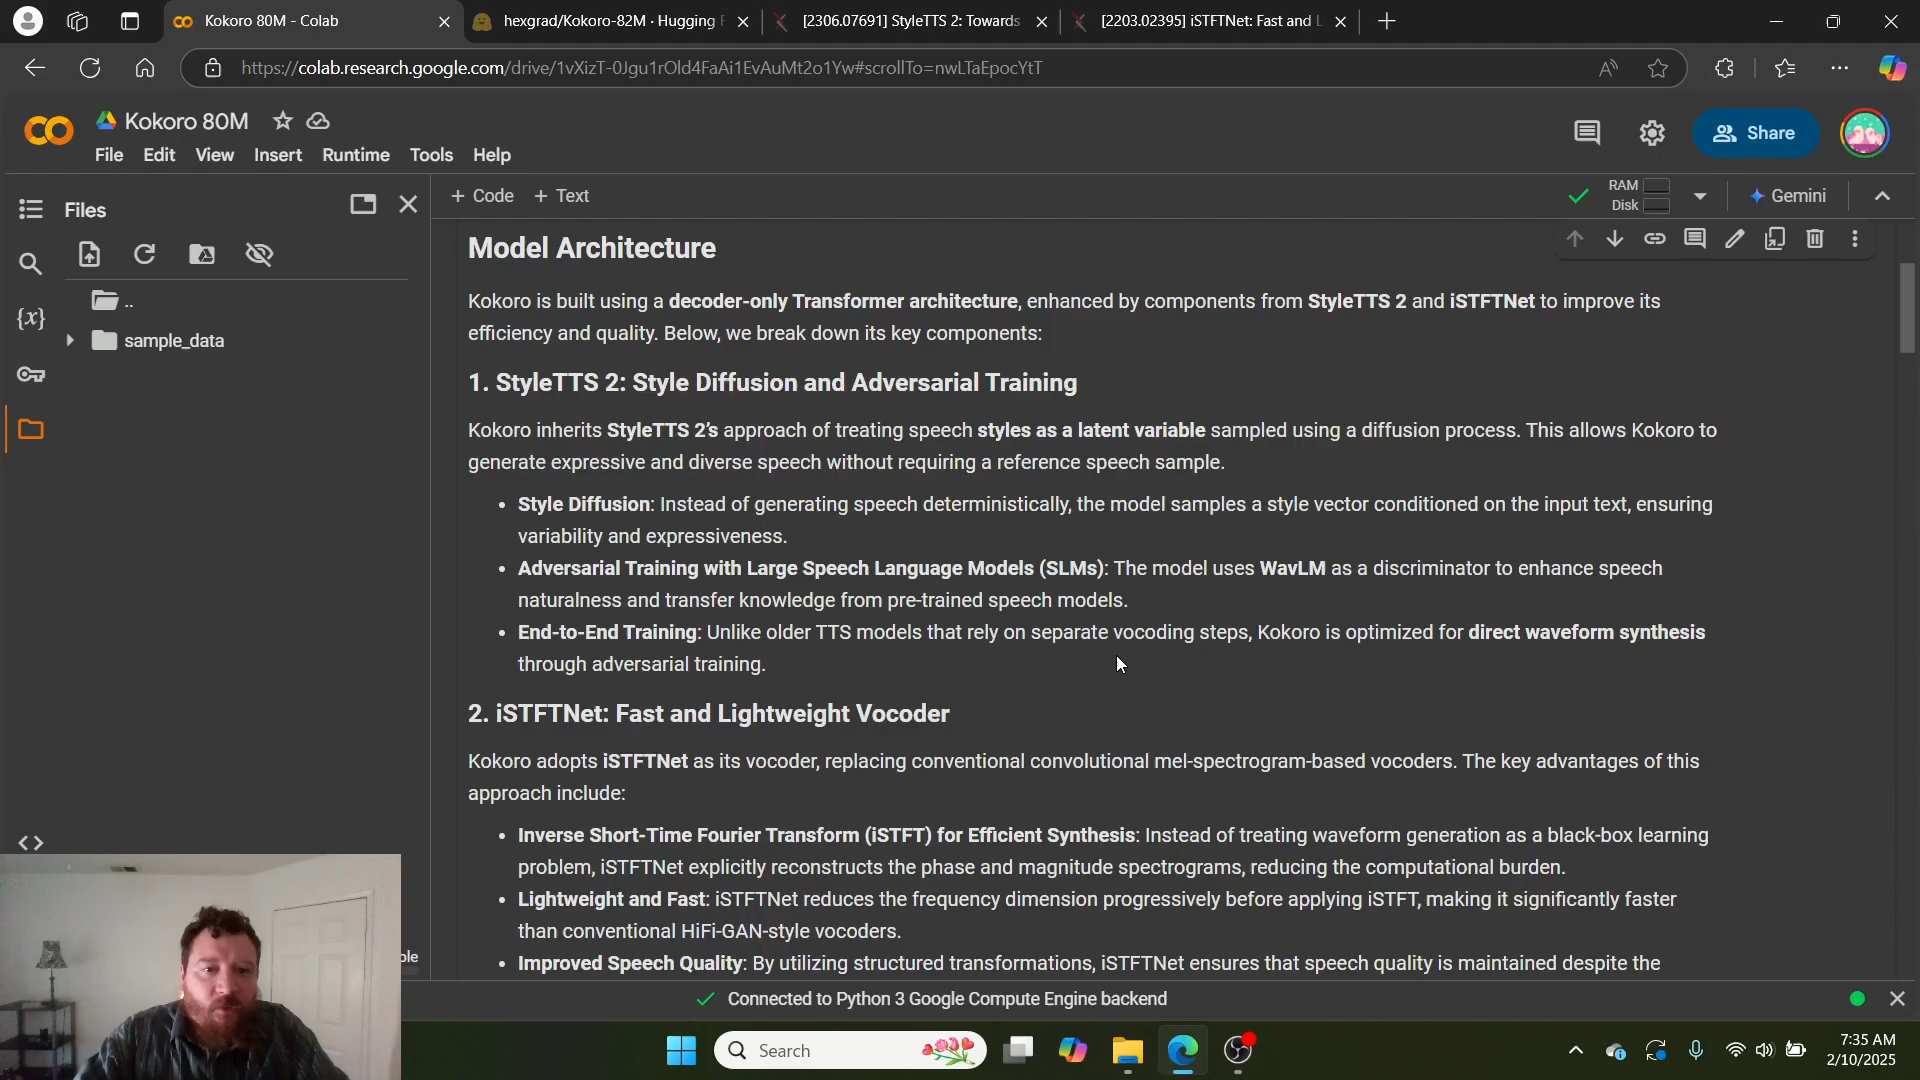 Kokoro 80M - Colab
hexgrad/Kokoro-82M · Hugging F
[2306.07691] StyleTTS 2: Towards
[2203.02395] iSTFTNet: Fast and L
https://colab.research.google.com/drive/1vXizT-0Jgu1rOld4FaAi1EvAuMt2o1Yw#scrollTo=nwLTaEpocYtT
Kokoro 80M
File Edit View Insert Runtime Tools Help
Share
Files
+ Code + Text
RAM
Disk
Gemini
..
sample_data
Model Architecture
Kokoro is built using a decoder-only Transformer architecture, enhanced by components from StyleTTS 2 and iSTFTNet to improve its
efficiency and quality. Below, we break down its key components:
1. StyleTTS 2: Style Diffusion and Adversarial Training
Kokoro inherits StyleTTS 2's approach of treating speech styles as a latent variable sampled using a diffusion process. This allows Kokoro to
generate expressive and diverse speech without requiring a reference speech sample.
• Style Diffusion: Instead of generating speech deterministically, the model samples a style vector conditioned on the input text, ensuring
variability and expressiveness.
• Adversarial Training with Large Speech Language Models (SLMs): The model uses WavLM as a discriminator to enhance speech
naturalness and transfer knowledge from pre-trained speech models.
• End-to-End Training: Unlike older TTS models that rely on separate vocoding steps, Kokoro is optimized for direct waveform synthesis
through adversarial training.
2. iSTFTNet: Fast and Lightweight Vocoder
Kokoro adopts iSTFTNet as its vocoder, replacing conventional convolutional mel-spectrogram-based vocoders. The key advantages of this
approach include:
• Inverse Short-Time Fourier Transform (iSTFT) for Efficient Synthesis: Instead of treating waveform generation as a black-box learning
problem, iSTFTNet explicitly reconstructs the phase and magnitude spectrograms, reducing the computational burden.
• Lightweight and Fast: iSTFTNet reduces the frequency dimension progressively before applying iSTFT, making it significantly faster
than conventional HiFi-GAN-style vocoders.
• Improved Speech Quality: By utilizing structured transformations, iSTFTNet ensures that speech quality is maintained despite the
ble
Connected to Python 3 Google Compute Engine backend
Search
7:35 AM
2/10/2025